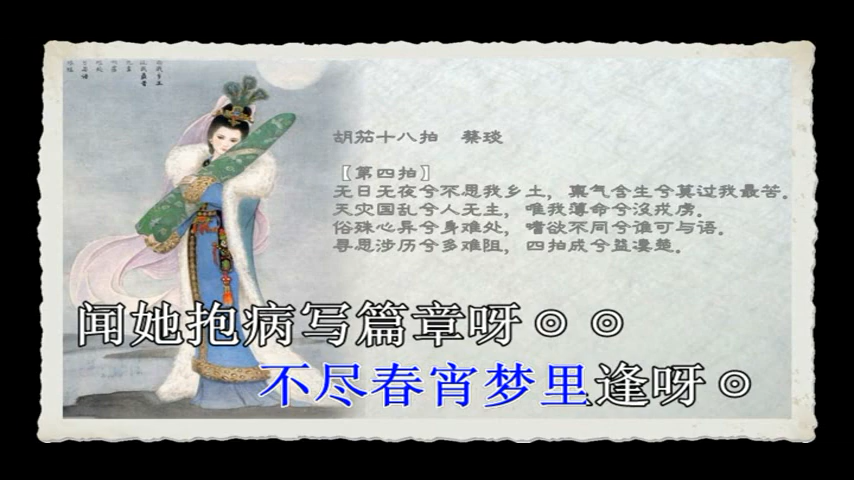 胡笳十八拍 蔡琰
【第四拍】
无日无夜兮不思我乡土，禀气含生兮莫过我最苦。
天灾国乱兮人无主，唯我薄命兮没戎虏。
俗殊心异兮身难处，嗜欲不同兮谁可与语。
寻思涉历兮多难阻，四拍成兮益凄楚。
闻她抱病写篇章呀⊙⊙
不尽春宵梦里逢呀⊙